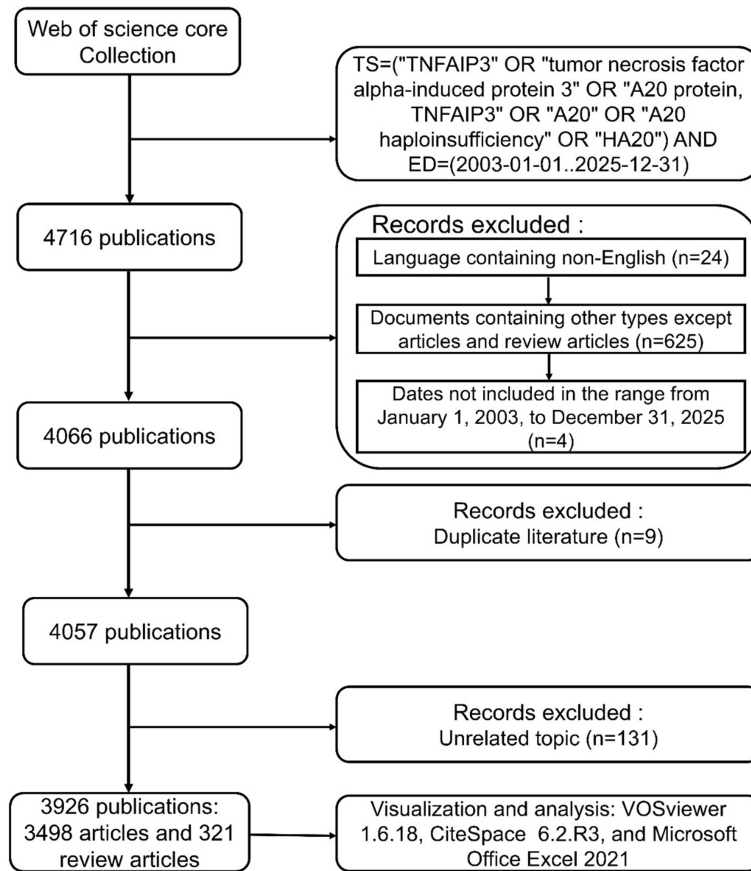 Web of science core
Collection
TS=("TNFAIP3" OR "tumor necrosis factor
alpha-induced protein 3" OR "A20 protein,
TNFAIP3" OR "A20" OR "A20
haploinsufficiency" OR "HA20") AND
ED=(2003-01-01..2025-12-31)
4716 publications
Records excluded :
Language containing non-English (n=24)
Documents containing other types except
articles and review articles (n=625)
Dates not included in the range from
January 1, 2003, to December 31, 2025
(n=4)
4066 publications
Records excluded :
Duplicate literature (n=9)
4057 publications
Records excluded :
Unrelated topic (n=131)
3926 publications:
3498 articles and 321
review articles
Visualization and analysis: VOSviewer
1.6.18, CiteSpace 6.2.R3, and Microsoft
Office Excel 2021